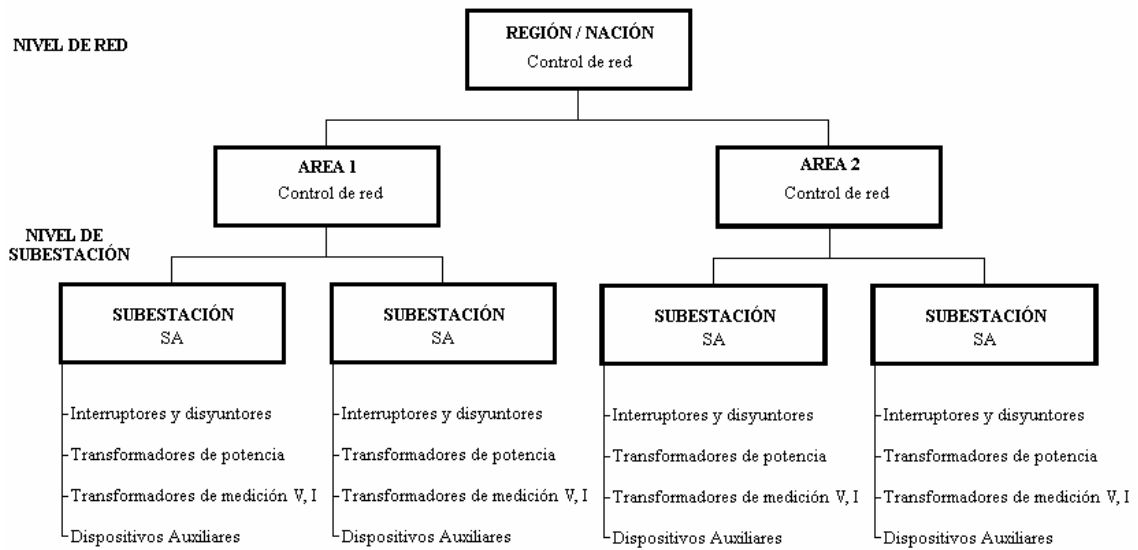 NIVEL DE RED
REGIÓN / NACIÓN
Control de red
AREA 1
Control de red
AREA 2
Control de red
NIVEL DE
SUBESTACIÓN
SUBESTACIÓN
SA
SUBESTACIÓN
SA
SUBESTACIÓN
SA
SUBESTACIÓN
SA
Interruptores y disyuntores
Transformadores de potencia
Transformadores de medición V, I
Dispositivos Auxiliares
Interruptores y disyuntores
Transformadores de potencia
Transformadores de medición V, I
Dispositivos Auxiliares
Interruptores y disyuntores
Transformadores de potencia
Transformadores de medición V, I
Dispositivos Auxiliares
Interruptores y disyuntores
Transformadores de potencia
Transformadores de medición V, I
Dispositivos Auxiliares